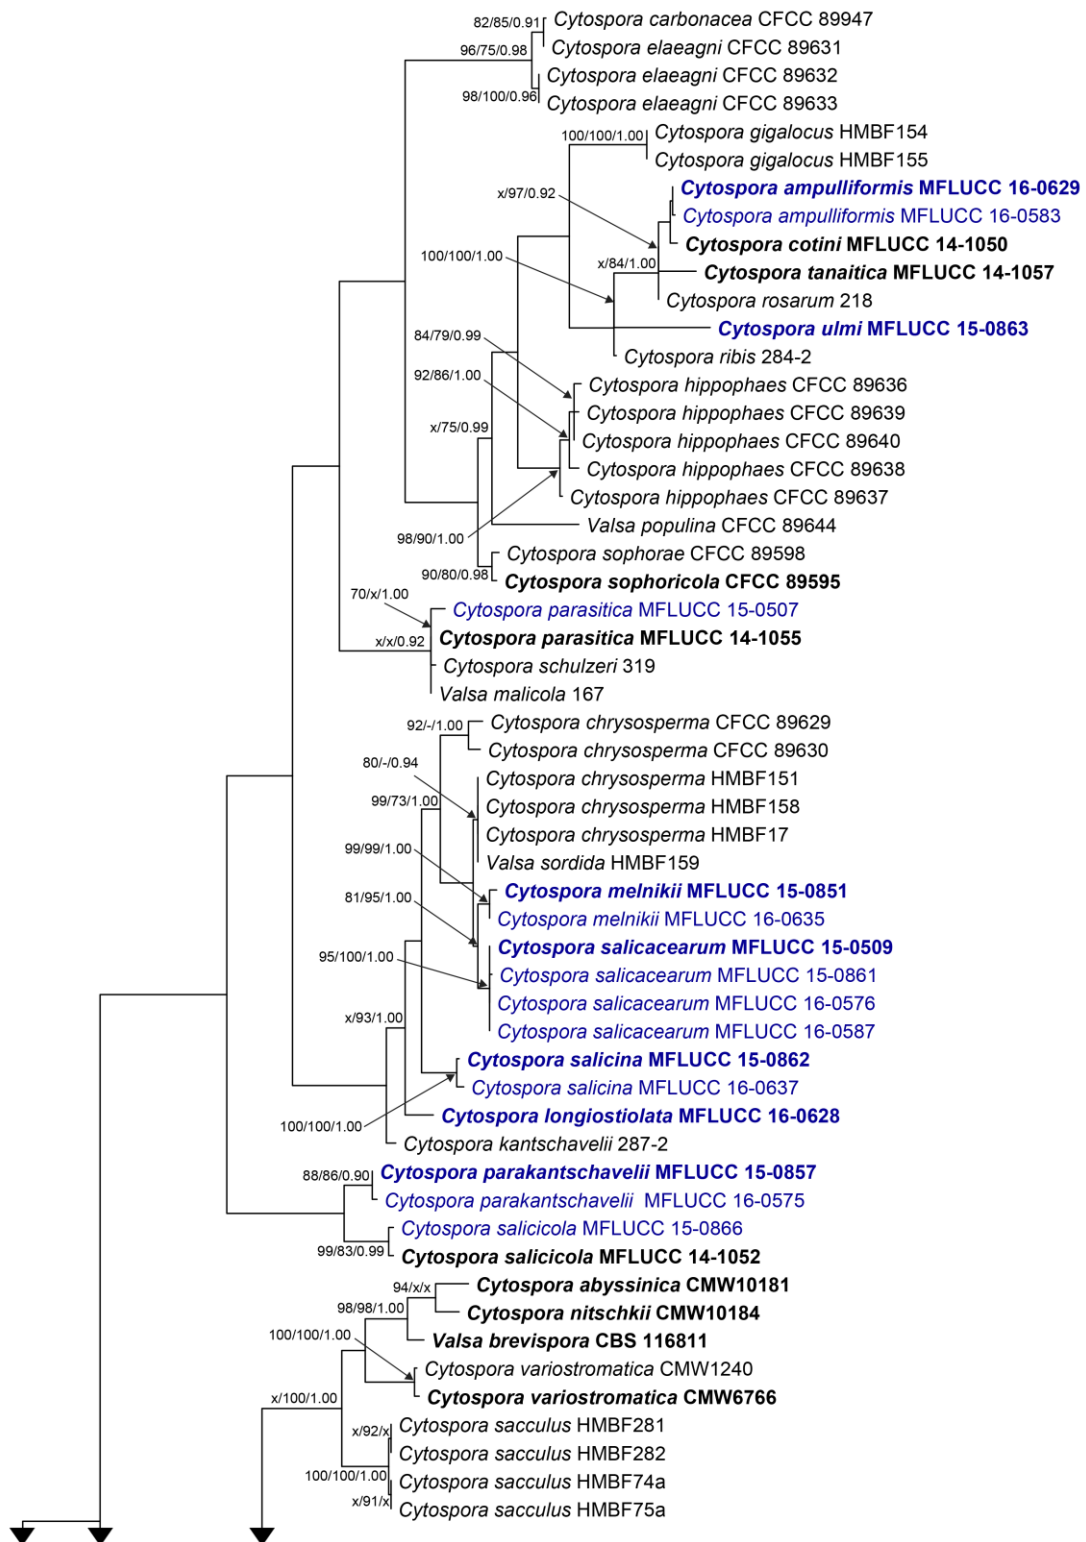 82/85/0.91
Cytospora carbonacea CFCC 89947
96/75/0.98
Cytospora elaeagni CFCC 89631
Cytospora elaeagni CFCC 89632
98/100/0.96
Cytospora elaeagni CFCC 89633
100/100/1.00
Cytospora gigalocus HMBF154
Cytospora gigalocus HMBF155
x/97/0.92
Cytospora ampulliformis MFLUCC 16-0629
Cytospora ampulliformis MFLUCC 16-0583
Cytospora cotini MFLUCC 14-1050
100/100/1.00
x/84/1.00
Cytospora tanaitica MFLUCC 14-1057
Cytospora rosarum 218
Cytospora ulmi MFLUCC 15-0863
84/79/0.99
Cytospora ribis 284-2
92/86/1.00
Cytospora hippophaes CFCC 89636
Cytospora hippophaes CFCC 89639
x/75/0.99
Cytospora hippophaes CFCC 89640
Cytospora hippophaes CFCC 89638
Cytospora hippophaes CFCC 89637
98/90/1.00
Valsa populina CFCC 89644
Cytospora sophorae CFCC 89598
90/80/0.98
Cytospora sophoricola CFCC 89595
70/x/1.00
Cytospora parasitica MFLUCC 15-0507
x/x/0.92
Cytospora parasitica MFLUCC 14-1055
Cytospora schulzeri 319
Valsa malicola 167
92/-/1.00
Cytospora chrysosperma CFCC 89629
Cytospora chrysosperma CFCC 89630
80/-/0.94
Cytospora chrysosperma HMBF151
99/73/1.00
Cytospora chrysosperma HMBF158
Cytospora chrysosperma HMBF17
99/99/1.00
Valsa sordida HMBF159
81/95/1.00
Cytospora melnikii MFLUCC 15-0851
Cytospora melnikii MFLUCC 16-0635
95/100/1.00
Cytospora salicacearum MFLUCC 15-0509
Cytospora salicacearum MFLUCC 15-0861
Cytospora salicacearum MFLUCC 16-0576
x/93/1.00
Cytospora salicacearum MFLUCC 16-0587
Cytospora salicina MFLUCC 15-0862
Cytospora salicina MFLUCC 16-0637
100/100/1.00
Cytospora longiostiolata MFLUCC 16-0628
Cytospora kantschavelii 287-2
88/86/0.90
Cytospora parakantschavelii MFLUCC 15-0857
Cytospora parakantschavelii MFLUCC 16-0575
Cytospora salicicola MFLUCC 15-0866
99/83/0.99
Cytospora salicicola MFLUCC 14-1052
94/x/x
Cytospora abyssinica CMW10181
98/98/1.00
Cytospora nitschkii CMW10184
100/100/1.00
Valsa brevispora CBS 116811
Cytospora variostromatica CMW1240
x/100/1.00
Cytospora variostromatica CMW6766
x/92/x
Cytospora sacculus HMBF281
Cytospora sacculus HMBF282
100/100/1.00
Cytospora sacculus HMBF74a
x/91/x
Cytospora sacculus HMBF75a